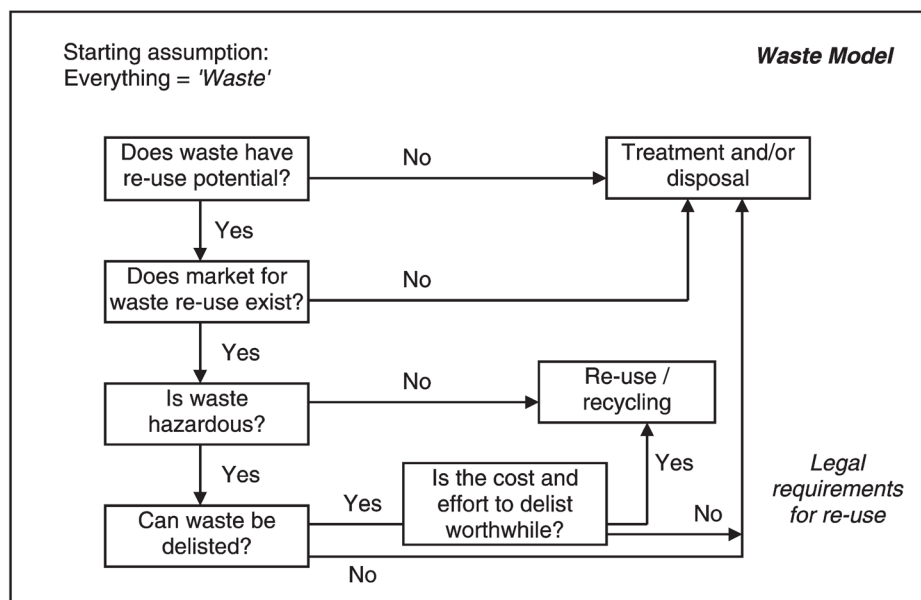 Starting assumption:
Everything = 'Waste'
Waste Model
Does waste have
re-use potential?
No
Treatment and/or
disposal
Yes
Does market for
waste re-use exist?
No
Yes
Is waste
hazardous?
No
Re-use /
recycling
Yes
Can waste be
delisted?
Yes
Is the cost and
effort to delist
worthwhile?
Yes
No
No
Legal
requirements
for re-use